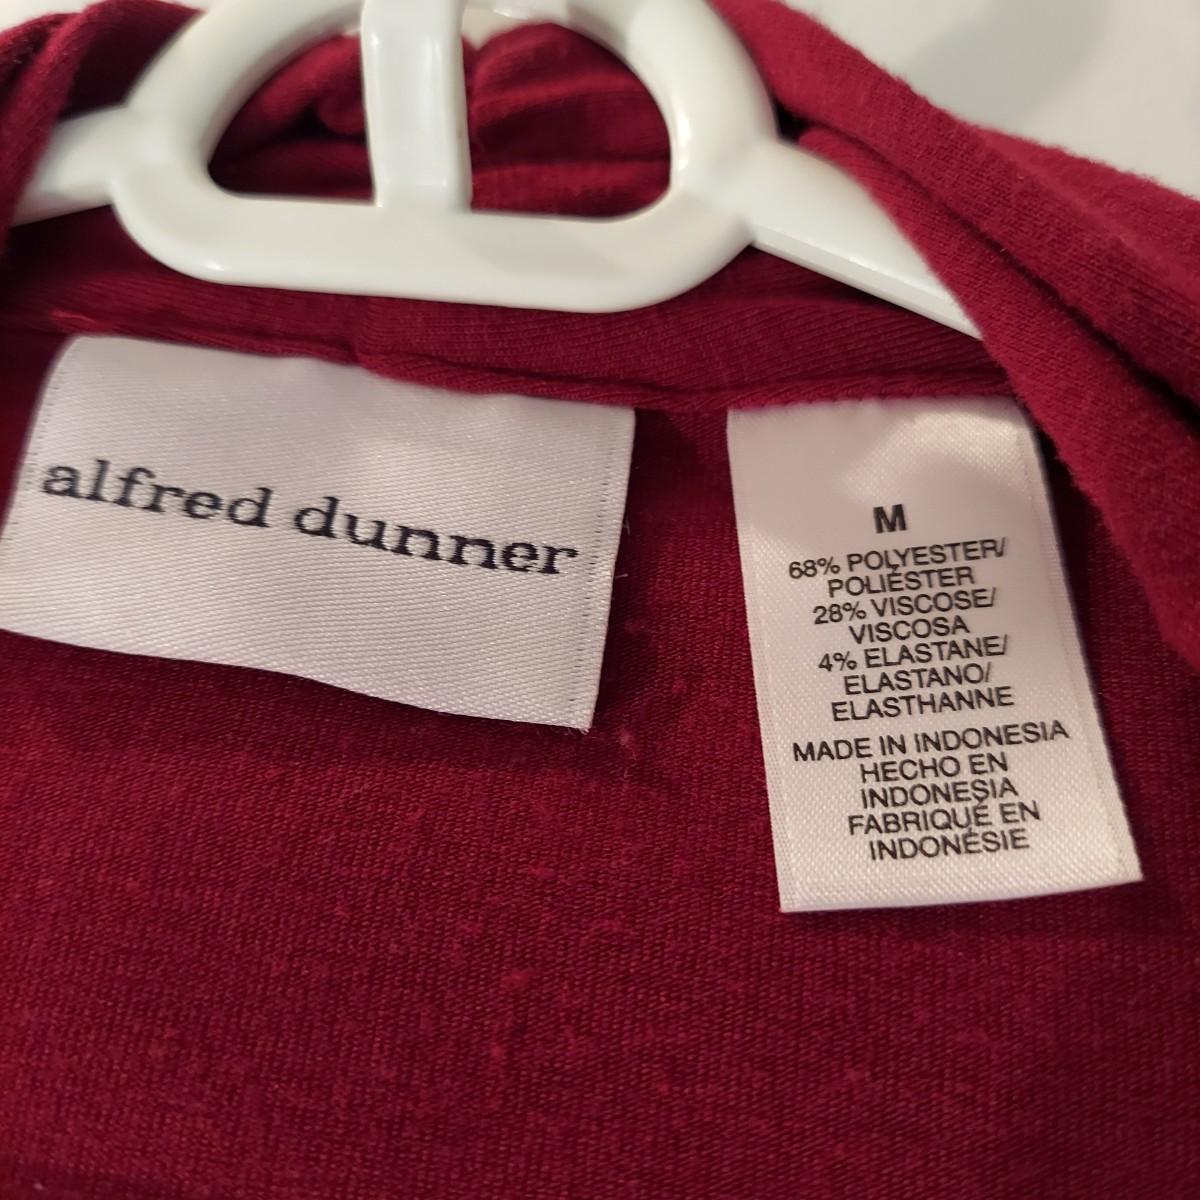 alfred dunner
M
68% POLYESTER/
POLIÉSTER
28% VISCOSE/
VISCOSA
4% ELASTANE/
ELASTANO/
ELASTHANNE
MADE IN INDONESIA
HECHO EN
INDONESIA
FABRIQUÉ EN
INDONÉSIE